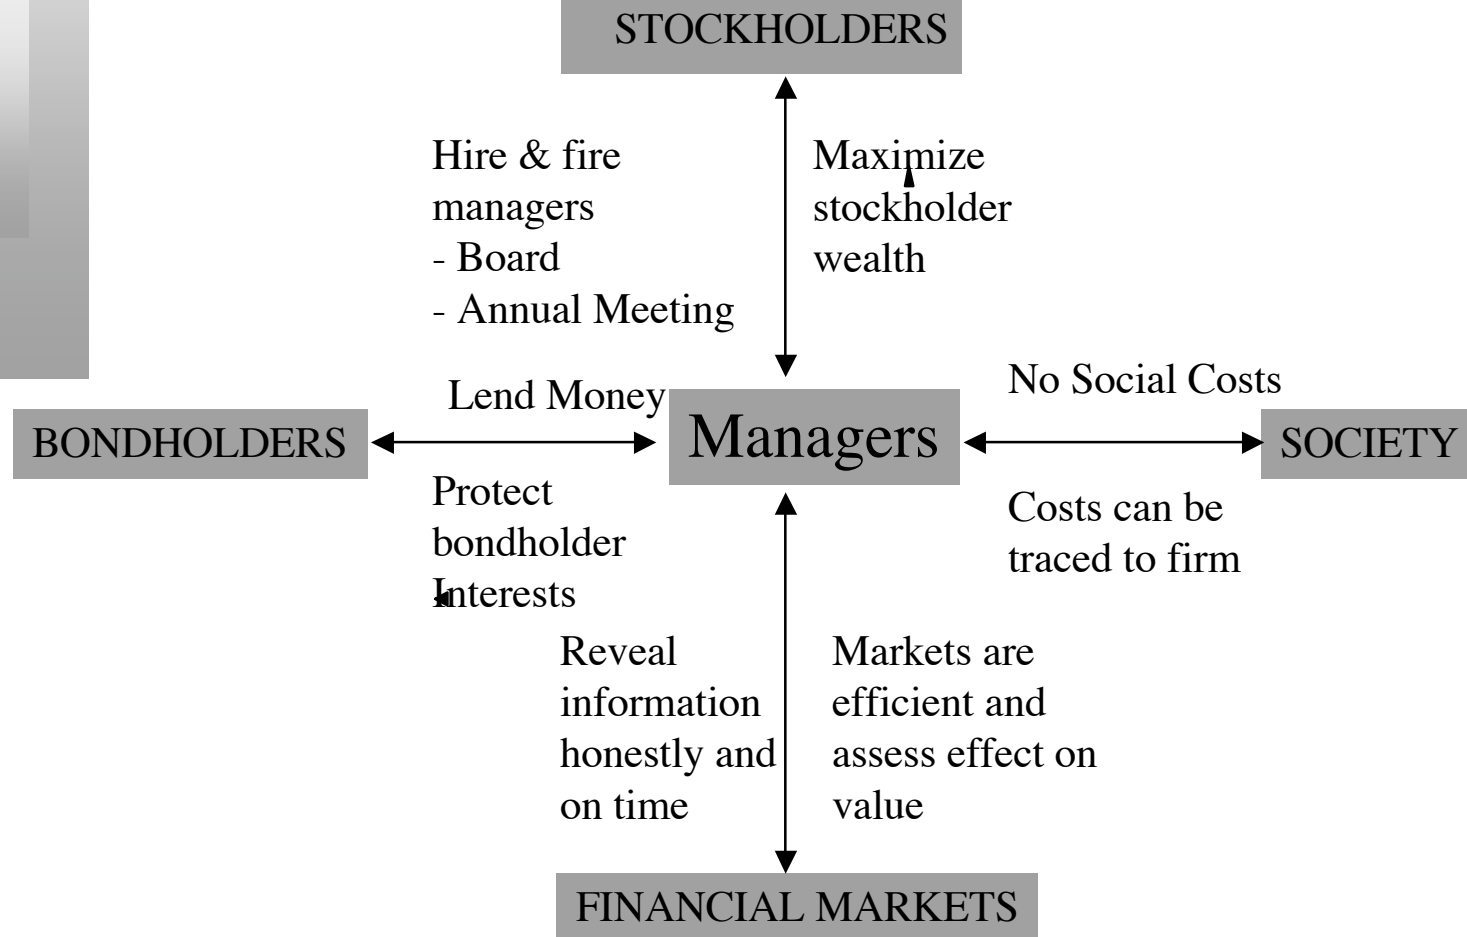 STOCKHOLDERS
Hire & fire
managers
- Board
- Annual Meeting
Maximize
stockholder
wealth
Lend Money
No Social Costs
BONDHOLDERS
Managers
SOCIETY
Protect
bondholder
Interests
Costs can be
traced to firm
Reveal
information
honestly and
on time
Markets are
efficient and
assess effect on
value
FINANCIAL MARKETS